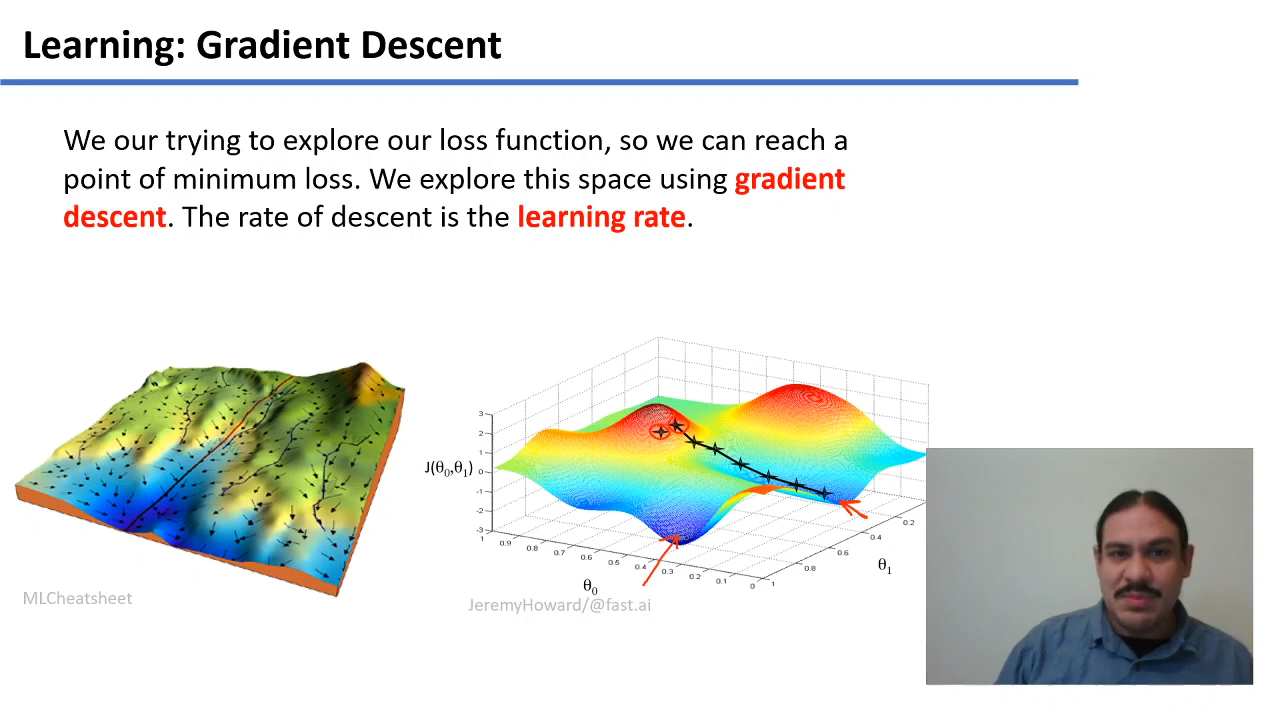 Learning: Gradient Descent
We our trying to explore our loss function, so we can reach a
point of minimum loss. We explore this space using gradient
descent. The rate of descent is the learning rate.
J(θ0,θ1)
3
2
1
0
-1
-2
-3
1
0.9
0.8
0.7
0.6
0.5
0.4
0.3
0.2
0.1
0
1
0.8
0.6
0.4
0.2
θ0
θ1
MLCheatsheet
JeremyHoward/@fast.ai